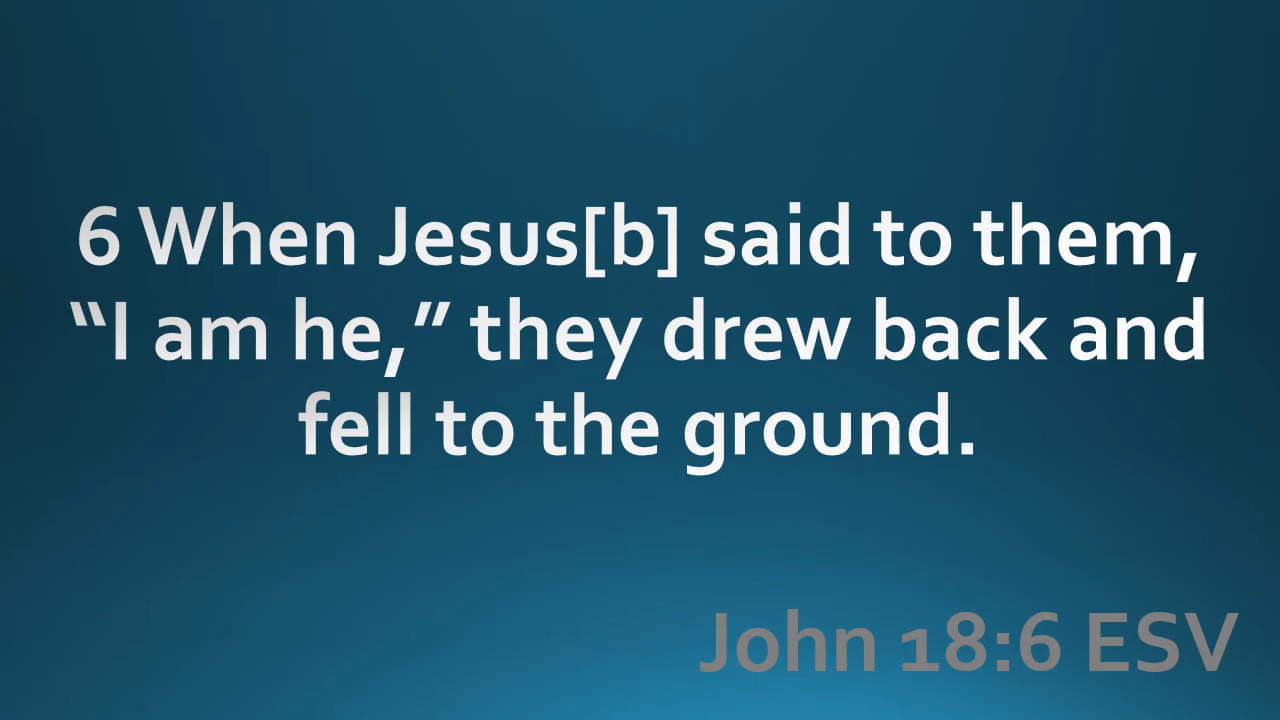 6 When Jesus[b] said to them,
“I am he,” they drew back and
fell to the ground.
John 18:6 ESV